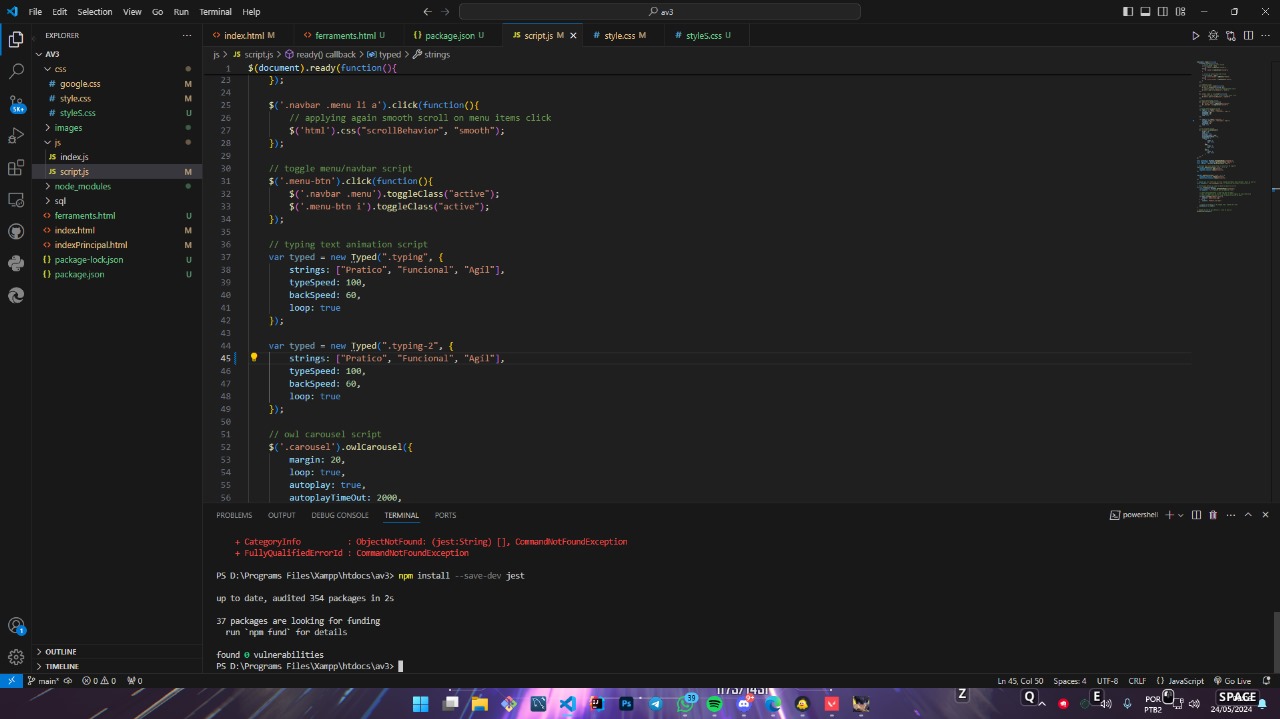 File Edit Selection View Go Run Terminal Help
av3
EXPLORER
AV3
css
google.css M
style.css M
styleS.css U
images
js
index.js
script.js M
node_modules
sql
ferraments.html U
index.html M
indexPrincipal.html M
package-lock.json U
package.json U
OUTLINE
TIMELINE
index.html M
ferraments.html U
package.json U
script.js M
style.css M
styleS.css U
js > script.js > ready() callback > typed > strings
1 $(document).ready(function(){
23 });
24
25 $('.navbar .menu li a').click(function(){
26 // applying again smooth scroll on menu items click
27 $('html').css("scrollBehavior", "smooth");
28 });
29
30 // toggle menu/navbar script
31 $('.menu-btn').click(function(){
32 $('.navbar .menu').toggleClass("active");
33 $('.menu-btn i').toggleClass("active");
34 });
35
36 // typing text animation script
37 var typed = new Typed(".typing", {
38 strings: ["Pratico", "Funcional", "Agíl"],
39 typeSpeed: 100,
40 backSpeed: 60,
41 loop: true
42 });
43
44 var typed = new Typed(".typing-2", {
45 strings: ["Pratico", "Funcional", "Agíl"],
46 typeSpeed: 100,
47 backSpeed: 60,
48 loop: true
49 });
50
51 // owl carousel script
52 $('.carousel').owlCarousel({
53 margin: 20,
54 loop: true,
55 autoplay: true,
56 autoplayTimeOut: 2000,
PROBLEMS OUTPUT DEBUG CONSOLE TERMINAL PORTS
powershell
+ CategoryInfo : ObjectNotFound: (jest:String) [], CommandNotFoundException
+ FullyQualifiedErrorId : CommandNotFoundException
PS D:\Programs Files\Xampp\htdocs\av3> npm install --save-dev jest
up to date, audited 354 packages in 2s
37 packages are looking for funding
run `npm fund` for details
found 0 vulnerabilities
PS D:\Programs Files\Xampp\htdocs\av3>
main* 0 0 0
Ln 45, Col 50 Spaces: 4 UTF-8 CRLF {} JavaScript Go Live
Z Q E SPACE
POR
PTB2
24/05/2024
5K+
1
39